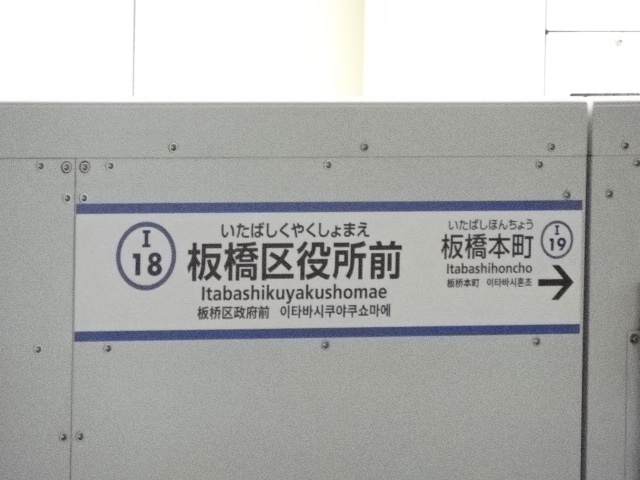 いたばしくやくしょまえ
I
18
板橋区役所前
Itabashikuyakushomae
板桥区政府前 이타바시쿠야쿠쇼마에
いたばしほんちょう
板橋本町
I
19
Itabashihoncho
板桥本町 이타바시혼쵸